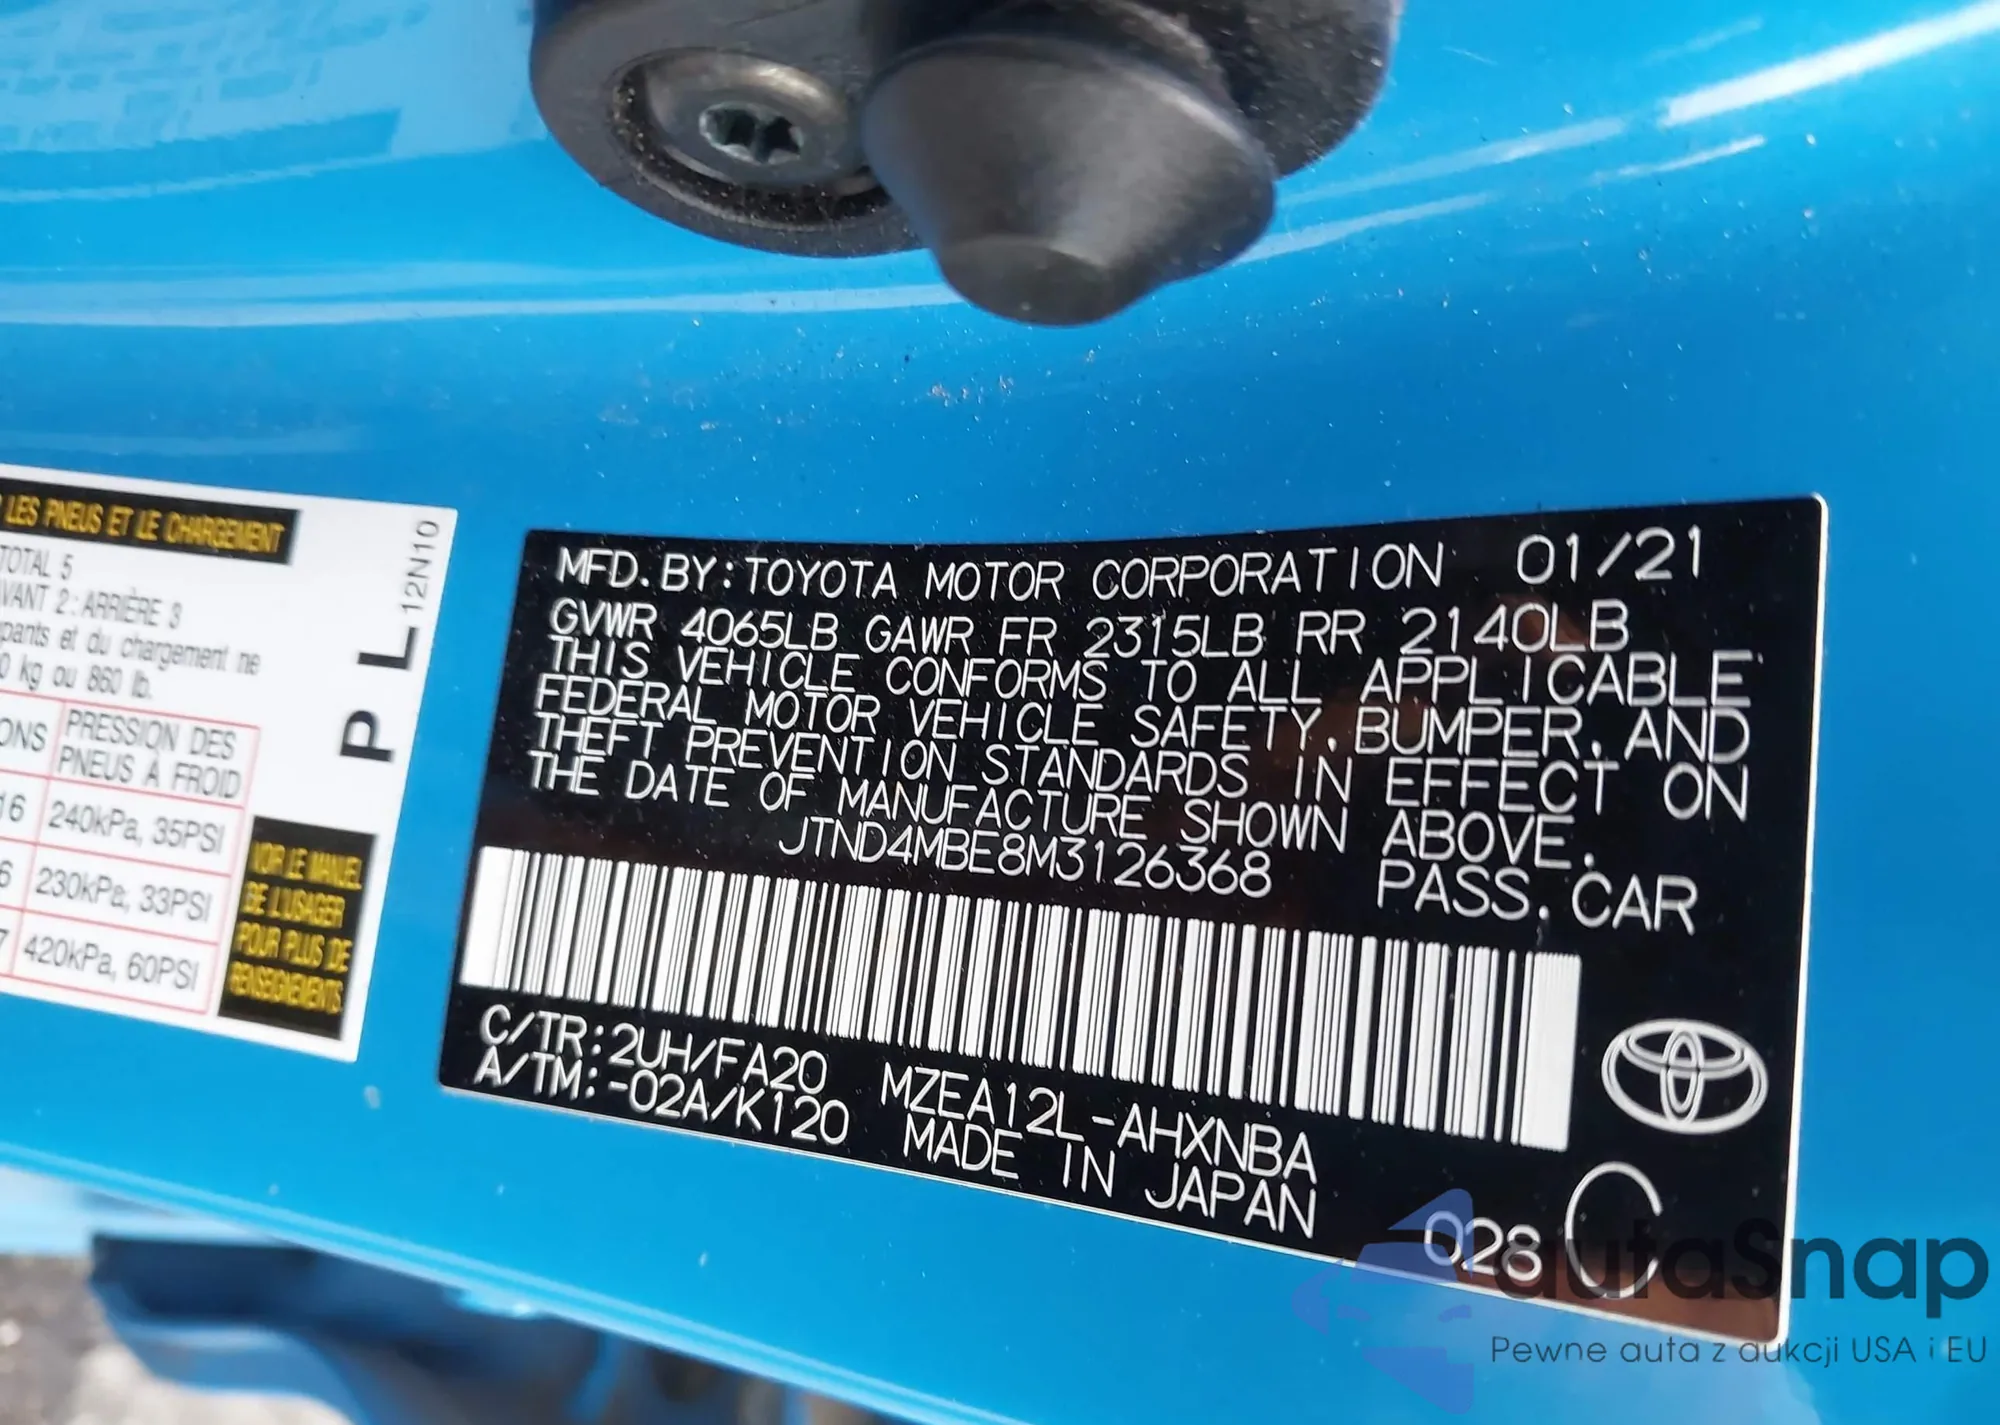 LES PNEUS ET LE CHARGEMENT
TOTAL 5
AVANT 2 : ARRIÈRE 3
et du chargement ne
kg ou 860 lb.
PRESSION DES
PNEUS À FROID
16 240kPa, 35PSI
6 230kPa, 33PSI
7 420kPa, 60PSI
VOIR LE MANUEL
DE L'USAGER
POUR PLUS DE
RENSEIGNEMENTS
P L 12N10
MFD. BY: TOYOTA MOTOR CORPORATION 01/21
GVWR 4065LB GAWR FR 2315LB RR 2140LB
THIS VEHICLE CONFORMS TO ALL APPLICABLE
FEDERAL MOTOR VEHICLE SAFETY, BUMPER, AND
THEFT PREVENTION STANDARDS IN EFFECT ON
THE DATE OF MANUFACTURE SHOWN ABOVE.
JTND4MBE8M3126368 PASS. CAR
C/TR: 2UH/FA20 MZEA12L-AHXNBA
A/TM: -02A/K120 MADE IN JAPAN
028 C
autaSnap
Pewne auta z aukcji USA i EU